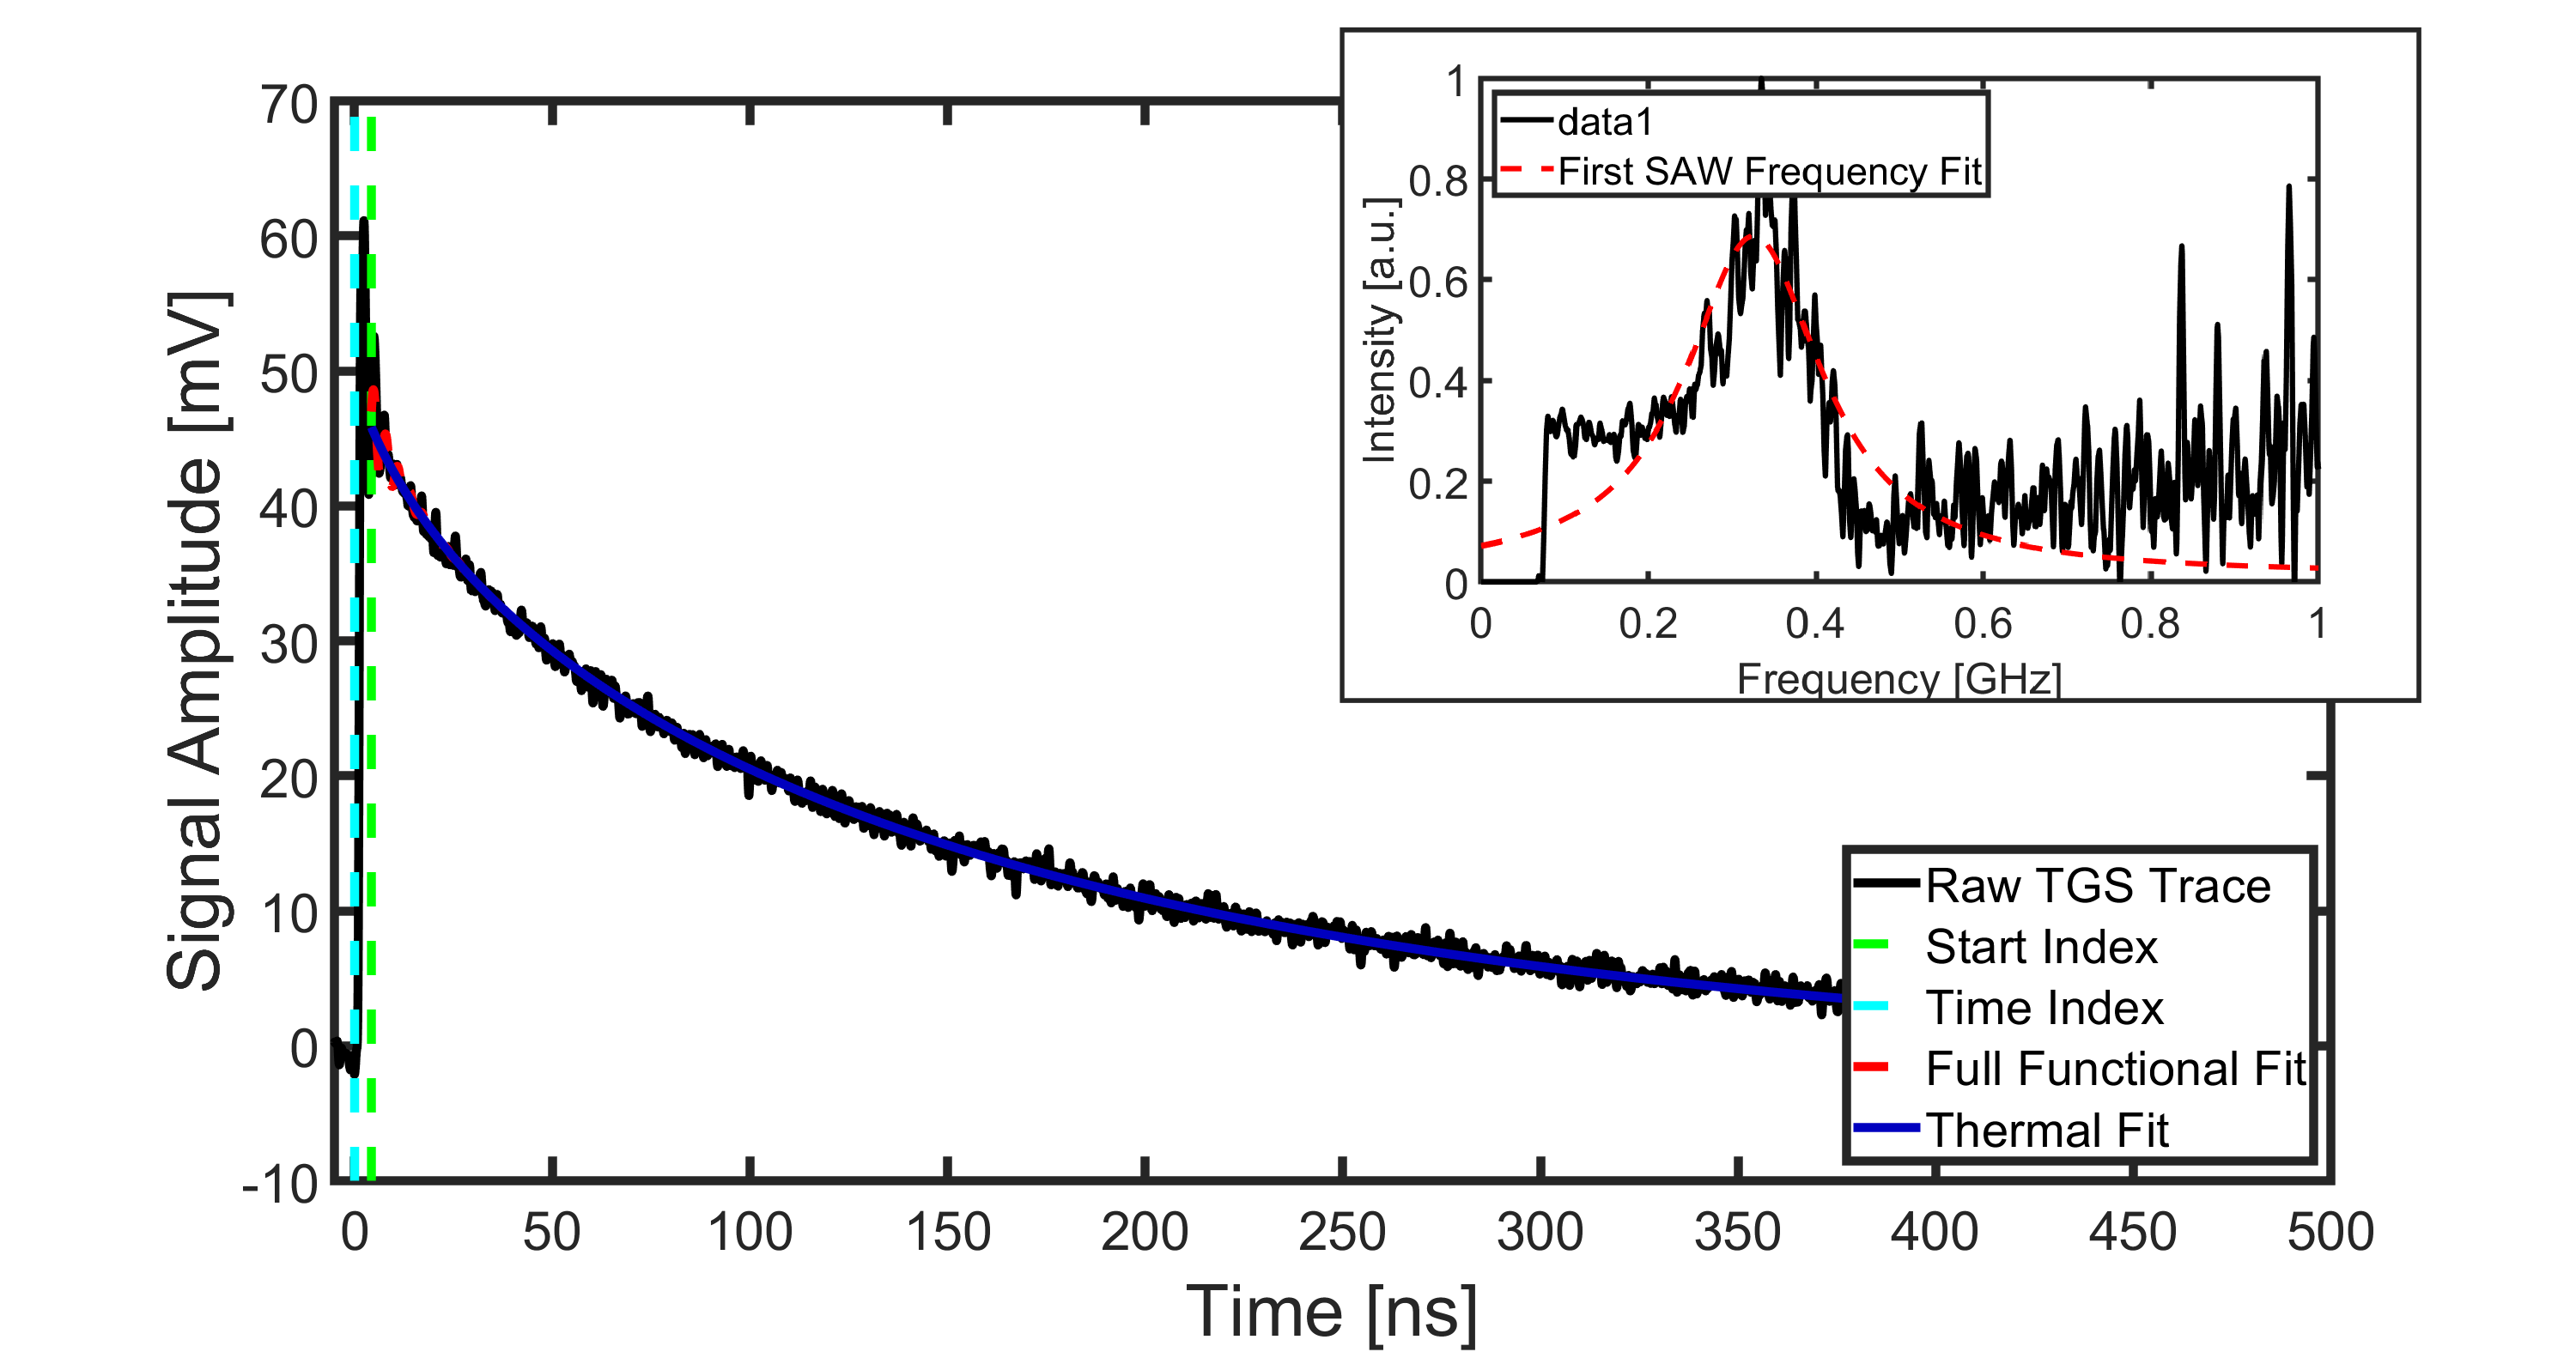 70
60
50
40
30
20
10
0
-10
Signal Amplitude [mV]
0 50 100 150 200 250 300 350 400 450 500
Time [ns]
1
0.8
0.6
0.4
0.2
0
Intensity [a.u.]
data1
First SAW Frequency Fit
0 0.2 0.4 0.6 0.8 1
Frequency [GHz]
Raw TGS Trace
Start Index
Time Index
Full Functional Fit
Thermal Fit